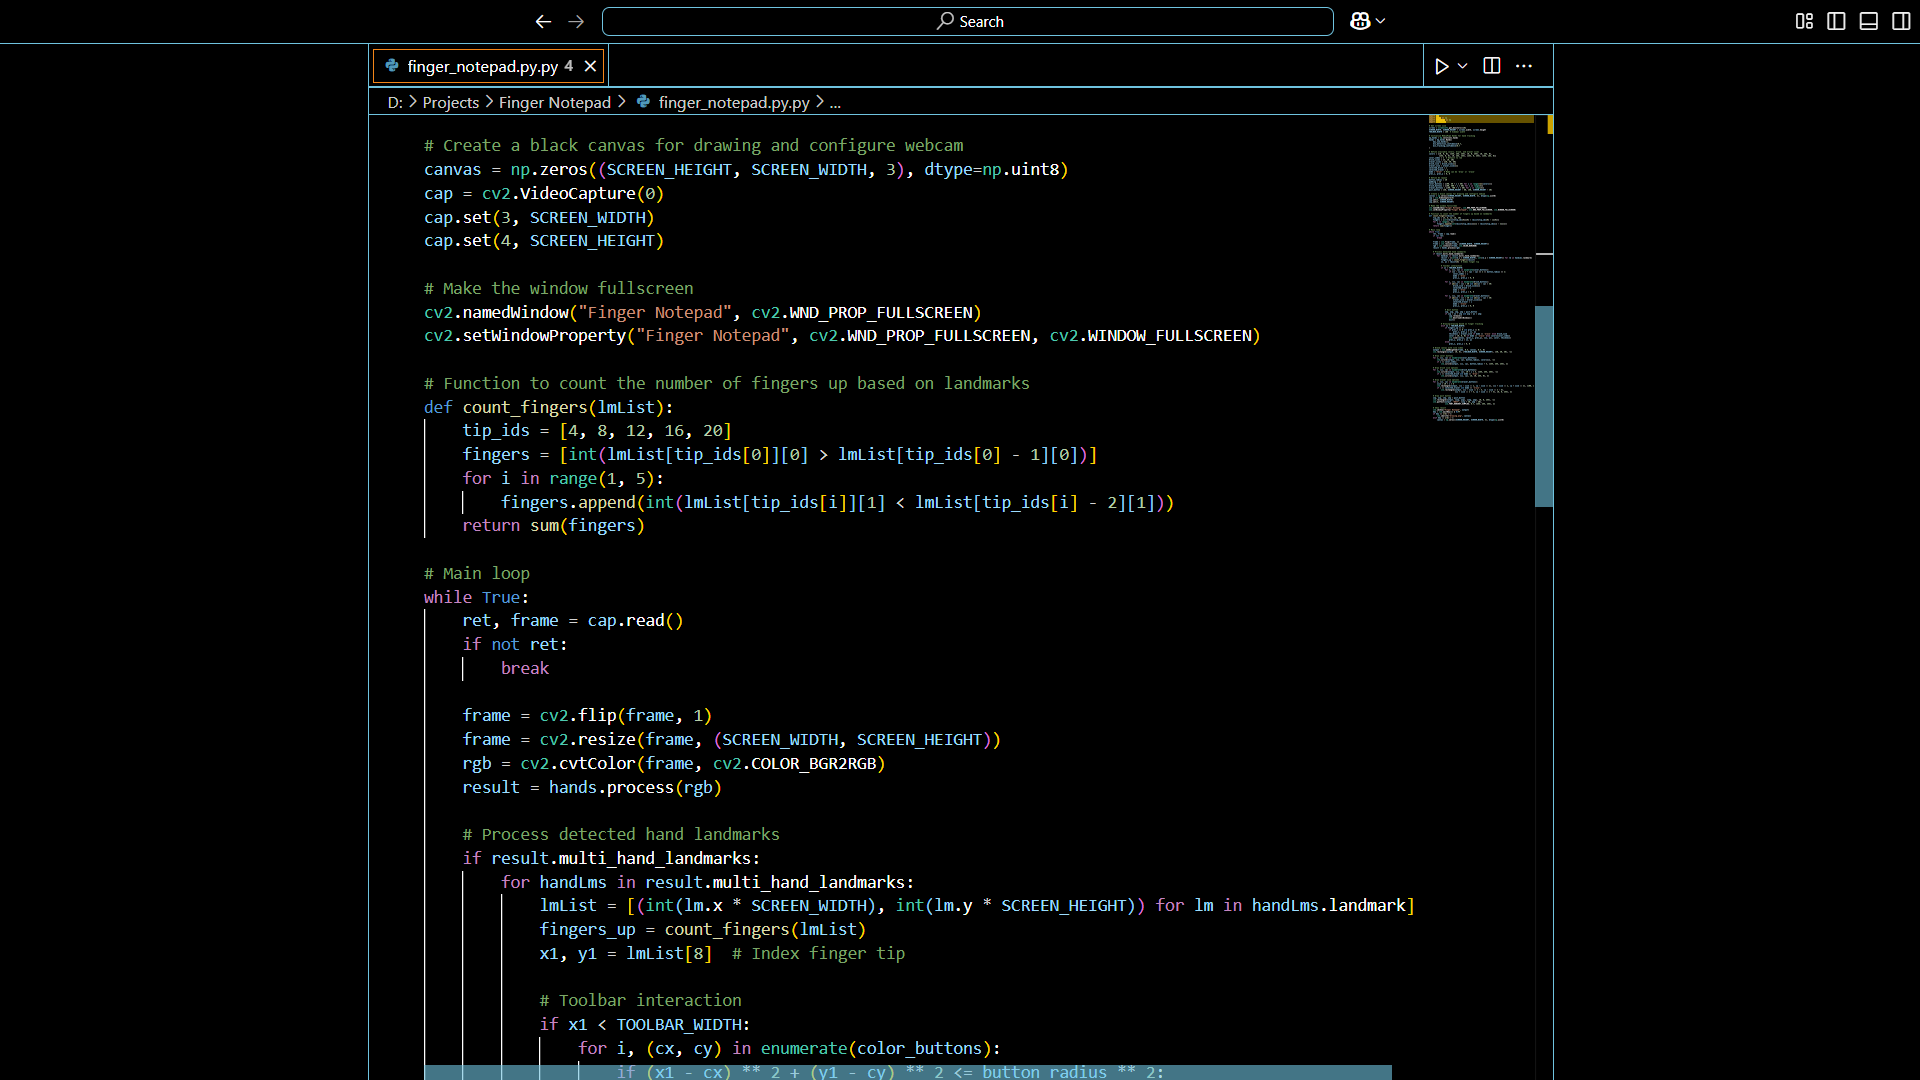 Search
finger_notepad.py.py 4
D: > Projects > Finger Notepad > finger_notepad.py.py > ...
# Create a black canvas for drawing and configure webcam
canvas = np.zeros((SCREEN_HEIGHT, SCREEN_WIDTH, 3), dtype=np.uint8)
cap = cv2.VideoCapture(0)
cap.set(3, SCREEN_WIDTH)
cap.set(4, SCREEN_HEIGHT)
# Make the window fullscreen
cv2.namedWindow("Finger Notepad", cv2.WND_PROP_FULLSCREEN)
cv2.setWindowProperty("Finger Notepad", cv2.WND_PROP_FULLSCREEN, cv2.WINDOW_FULLSCREEN)
# Function to count the number of fingers up based on landmarks
def count_fingers(lmList):
    tip_ids = [4, 8, 12, 16, 20]
    fingers = [int(lmList[tip_ids[0]][0] > lmList[tip_ids[0] - 1][0])]
    for i in range(1, 5):
        fingers.append(int(lmList[tip_ids[i]][1] < lmList[tip_ids[i] - 2][1]))
    return sum(fingers)
# Main loop
while True:
    ret, frame = cap.read()
    if not ret:
        break
    frame = cv2.flip(frame, 1)
    frame = cv2.resize(frame, (SCREEN_WIDTH, SCREEN_HEIGHT))
    rgb = cv2.cvtColor(frame, cv2.COLOR_BGR2RGB)
    result = hands.process(rgb)
    # Process detected hand landmarks
    if result.multi_hand_landmarks:
        for handLms in result.multi_hand_landmarks:
            lmList = [(int(lm.x * SCREEN_WIDTH), int(lm.y * SCREEN_HEIGHT)) for lm in handLms.landmark]
            fingers_up = count_fingers(lmList)
            x1, y1 = lmList[8]  # Index finger tip
            # Toolbar interaction
            if x1 < TOOLBAR_WIDTH:
                for i, (cx, cy) in enumerate(color_buttons):
                    if (x1 - cx) ** 2 + (y1 - cy) ** 2 <= button_radius ** 2: